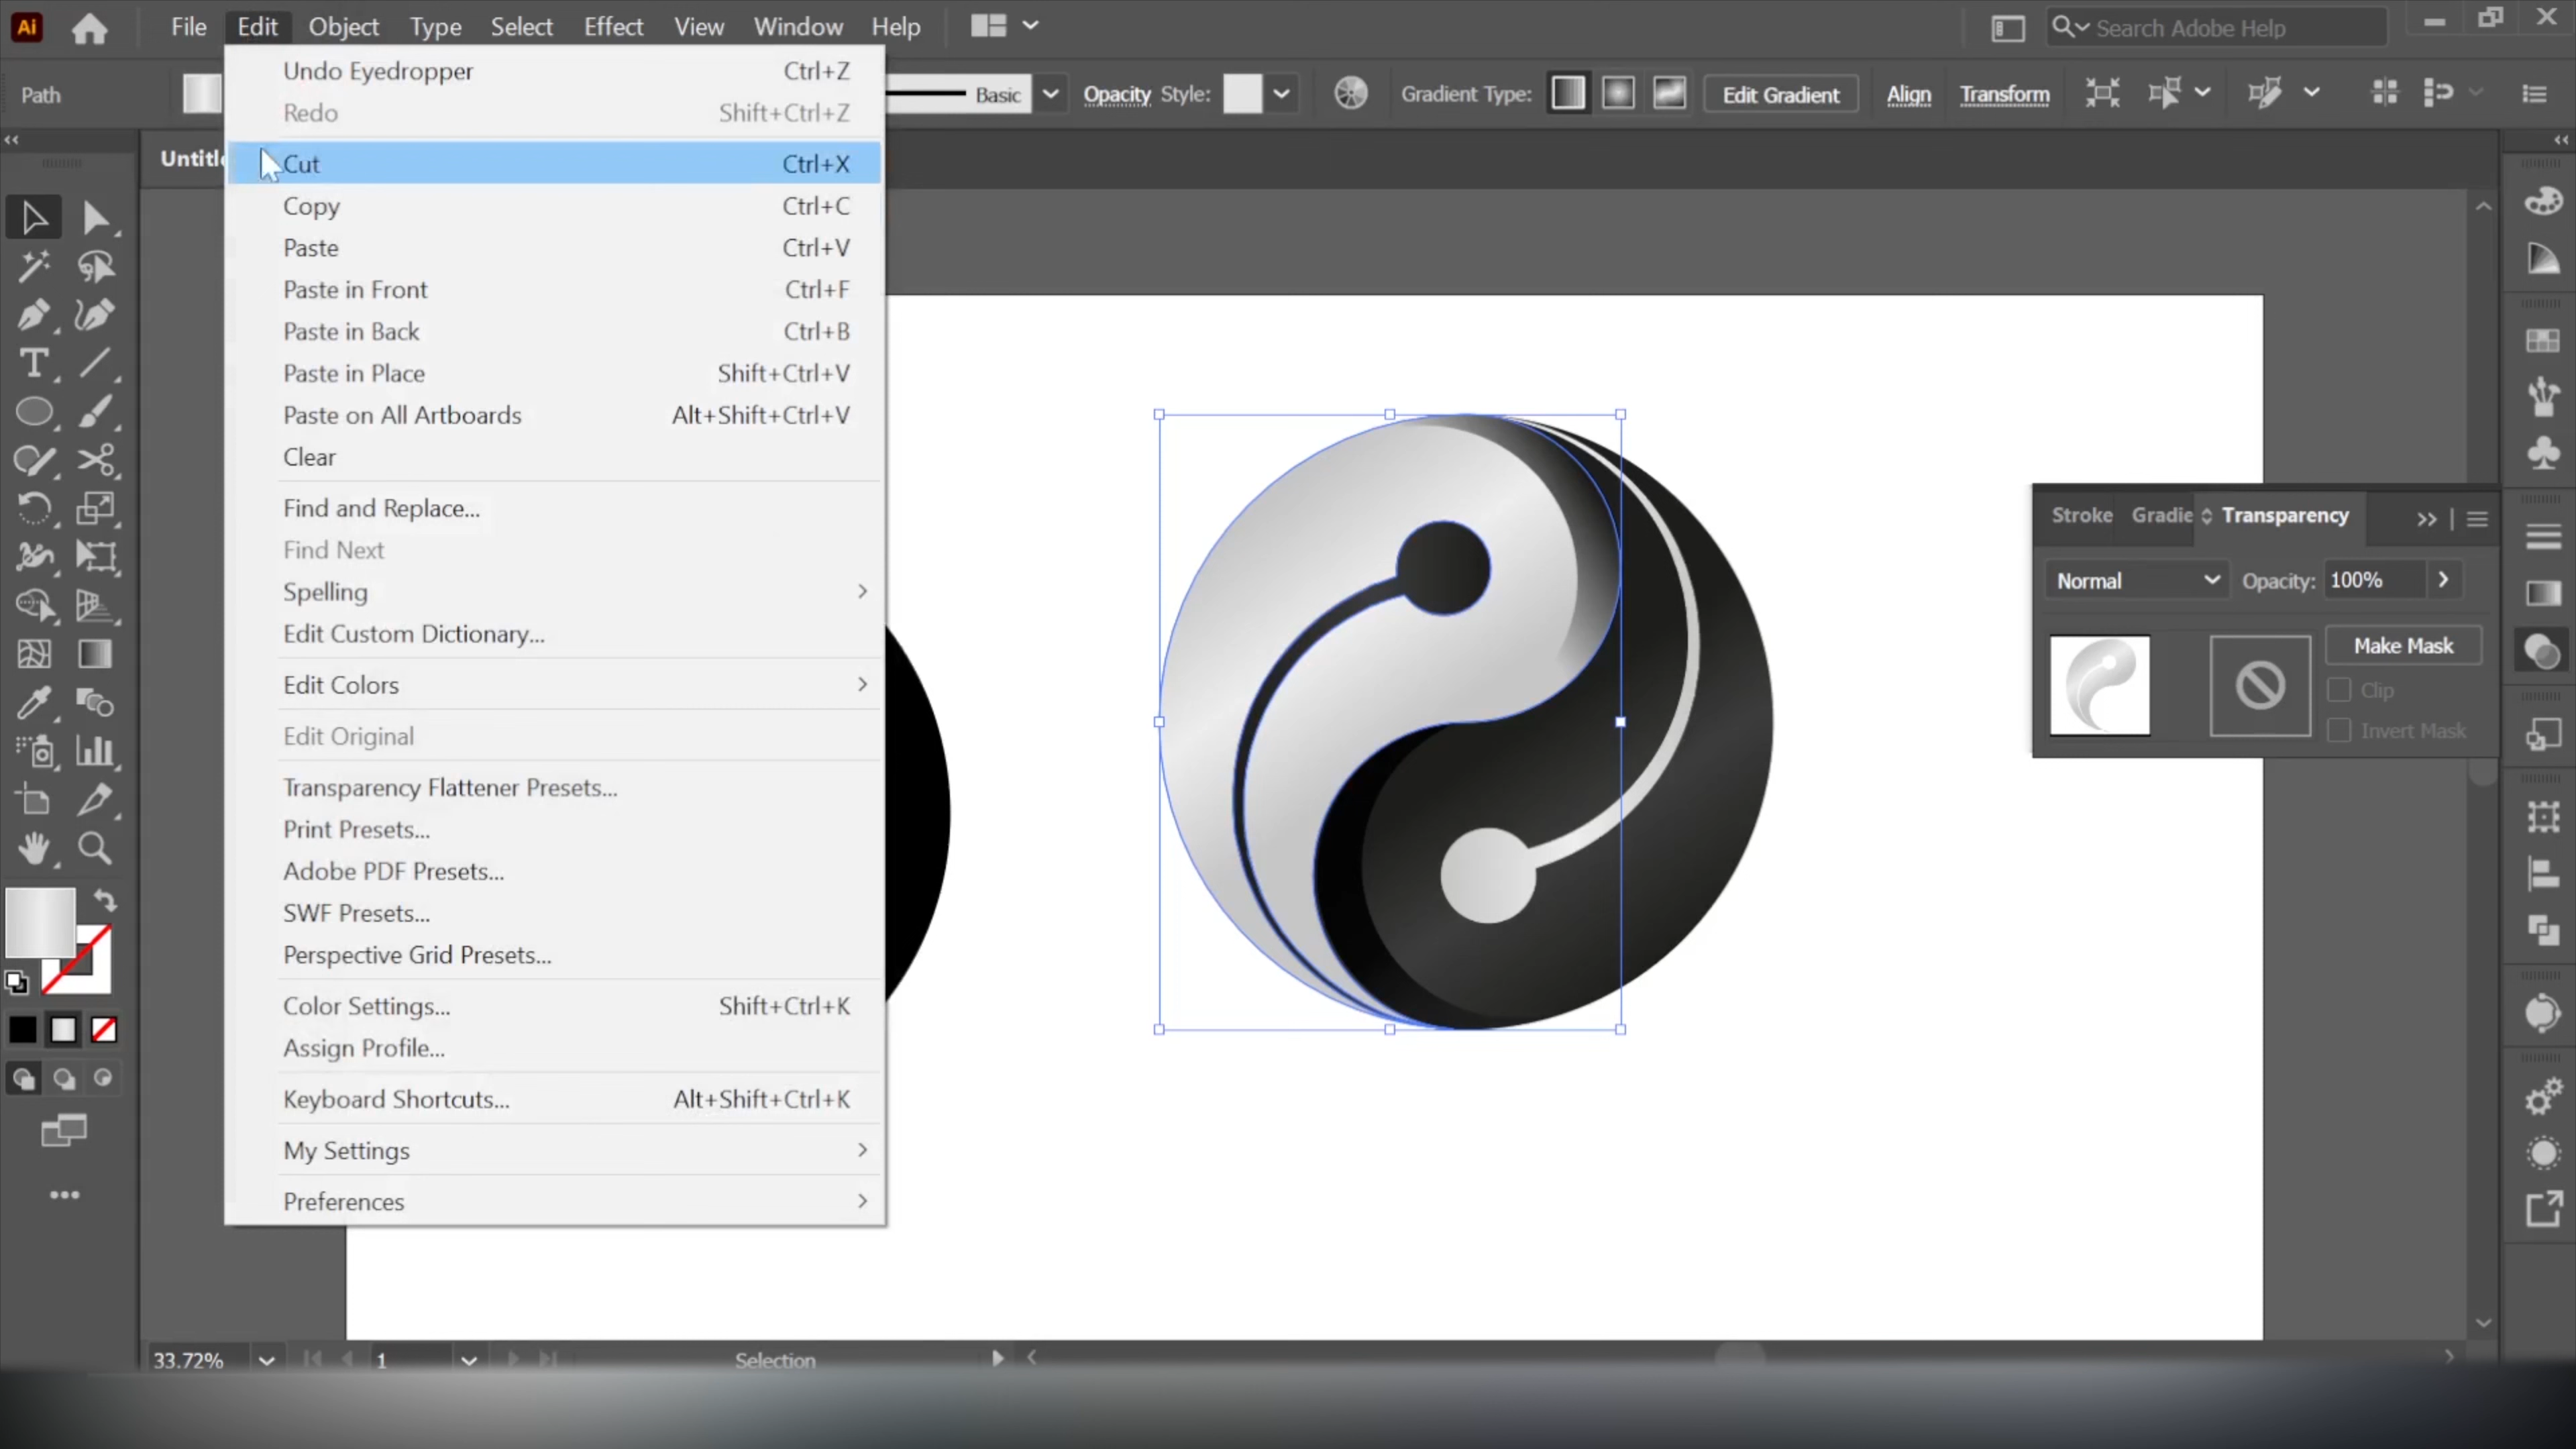 Ai File Edit Object Type Select Effect View Window Help Search Adobe Help
Path Basic Opacity Style: Gradient Type: Edit Gradient Align Transform
Undo Eyedropper Ctrl+Z
Redo Shift+Ctrl+Z
Cut Ctrl+X
Copy Ctrl+C
Paste Ctrl+V
Paste in Front Ctrl+F
Paste in Back Ctrl+B
Paste in Place Shift+Ctrl+V
Paste on All Artboards Alt+Shift+Ctrl+V
Clear
Find and Replace...
Find Next
Spelling
Edit Custom Dictionary...
Edit Colors
Edit Original
Transparency Flattener Presets...
Print Presets...
Adobe PDF Presets...
SWF Presets...
Perspective Grid Presets...
Color Settings... Shift+Ctrl+K
Assign Profile...
Keyboard Shortcuts... Alt+Shift+Ctrl+K
My Settings
Preferences
Stroke Gradie Transparency
Normal Opacity: 100%
Make Mask
Clip
Invert Mask
33.72% 1 Selection